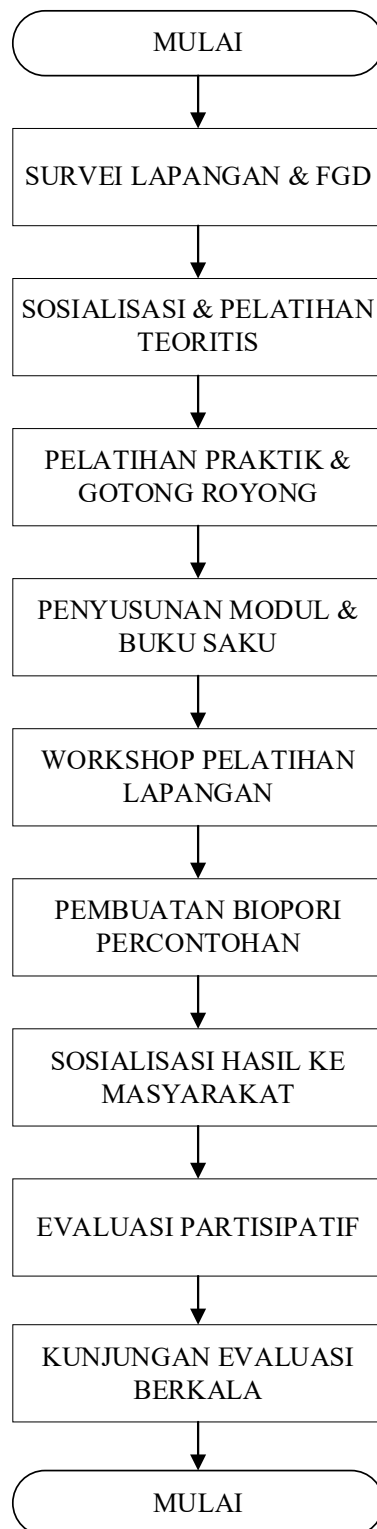 MULAI
SURVEI LAPANGAN & FGD
SOSIALISASI & PELATIHAN
TEORITIS
PELATIHAN PRAKTIK &
GOTONG ROYONG
PENYUSUNAN MODUL &
BUKU SAKU
WORKSHOP PELATIHAN
LAPANGAN
PEMBUATAN BIOPORI
PERCONTOHAN
SOSIALISASI HASIL KE
MASYARAKAT
EVALUASI PARTISIPATIF
KUNJUNGAN EVALUASI
BERKALA
MULAI